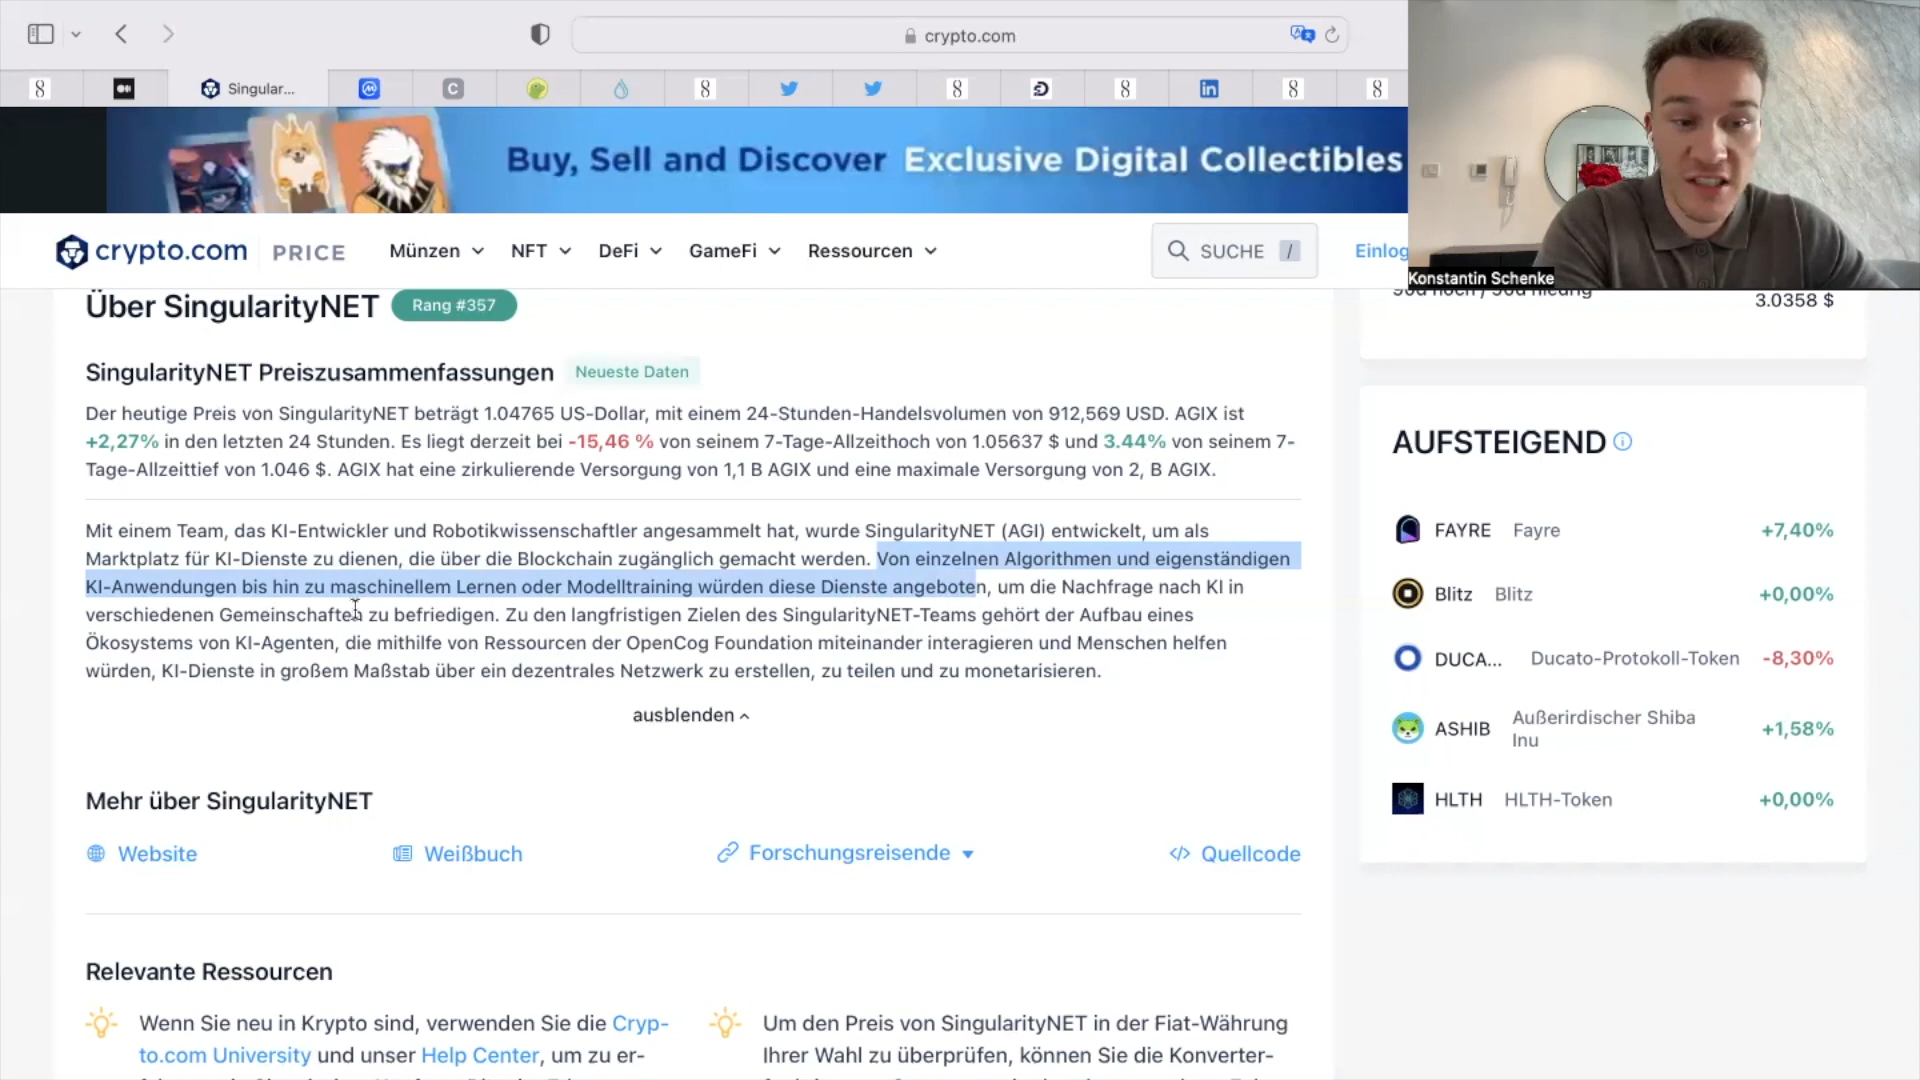 crypto.com
Singular...
Buy, Sell and Discover Exclusive Digital Collectibles
crypto.com PRICE
Münzen
NFT
DeFi
GameFi
Ressourcen
SUCHE /
Einlog
Konstantin Schenke
Über SingularityNET
Rang #357
SingularityNET Preiszusammenfassungen
Neueste Daten
Der heutige Preis von SingularityNET beträgt 1.04765 US-Dollar, mit einem 24-Stunden-Handelsvolumen von 912,569 USD. AGIX ist
+2,27% in den letzten 24 Stunden. Es liegt derzeit bei -15,46 % von seinem 7-Tage-Allzeithoch von 1.05637 $ und 3.44% von seinem 7-
Tage-Allzeittief von 1.046 $. AGIX hat eine zirkulierende Versorgung von 1,1 B AGIX und eine maximale Versorgung von 2, B AGIX.
Mit einem Team, das KI-Entwickler und Robotikwissenschaftler angesammelt hat, wurde SingularityNET (AGI) entwickelt, um als
Marktplatz für KI-Dienste zu dienen, die über die Blockchain zugänglich gemacht werden. Von einzelnen Algorithmen und eigenständigen
KI-Anwendungen bis hin zu maschinellem Lernen oder Modelltraining würden diese Dienste angeboten, um die Nachfrage nach KI in
verschiedenen Gemeinschaften zu befriedigen. Zu den langfristigen Zielen des SingularityNET-Teams gehört der Aufbau eines
Ökosystems von KI-Agenten, die mithilfe von Ressourcen der OpenCog Foundation miteinander interagieren und Menschen helfen
würden, KI-Dienste in großem Maßstab über ein dezentrales Netzwerk zu erstellen, zu teilen und zu monetarisieren.
ausblenden
Mehr über SingularityNET
Website
Weißbuch
Forschungsreisende
Quellcode
Relevante Ressourcen
Wenn Sie neu in Krypto sind, verwenden Sie die Cryp-
to.com University und unser Help Center, um zu er-
Um den Preis von SingularityNET in der Fiat-Währung
Ihrer Wahl zu überprüfen, können Sie die Konverter-
3.0358 $
AUFSTEIGEND
FAYRE Fayre +7,40%
Blitz Blitz +0,00%
DUCA... Ducato-Protokoll-Token -8,30%
ASHIB Außerirdischer Shiba
Inu +1,58%
HLTH HLTH-Token +0,00%